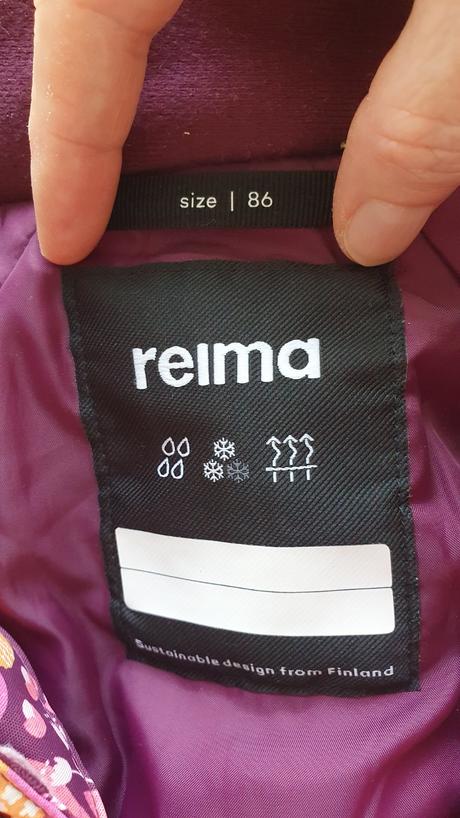 size | 86
reima
Sustainable design from Finland